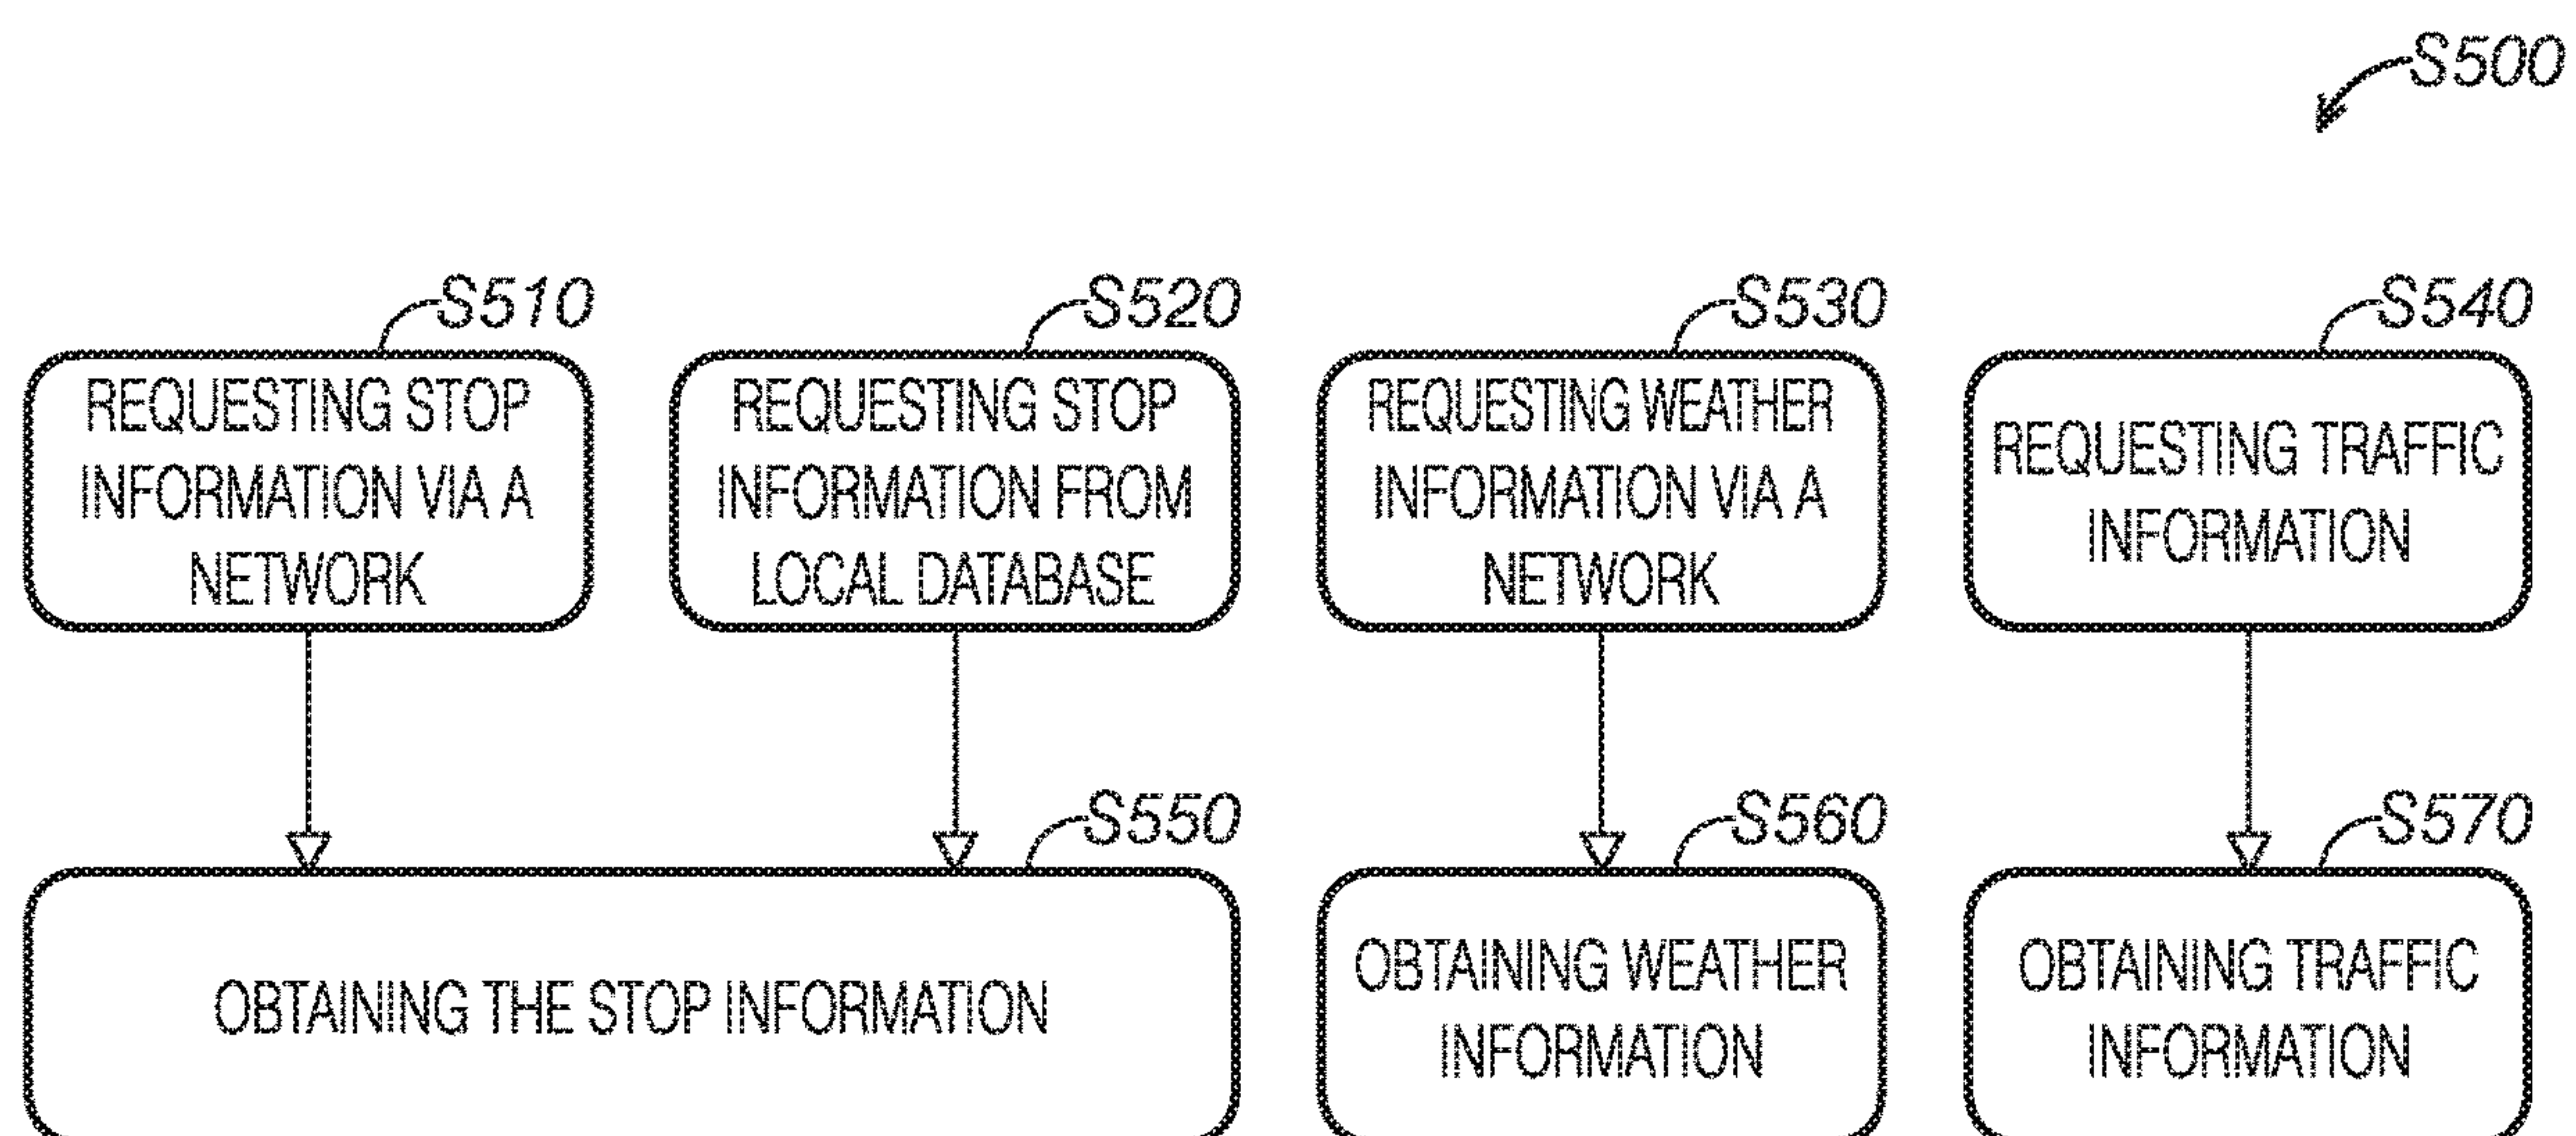 S500
S510
REQUESTING STOP
INFORMATION VIA A
NETWORK
S520
REQUESTING STOP
INFORMATION FROM
LOCAL DATABASE
S530
REQUESTING WEATHER
INFORMATION VIA A
NETWORK
S540
REQUESTING TRAFFIC
INFORMATION
S550
OBTAINING THE STOP INFORMATION
S560
OBTAINING WEATHER
INFORMATION
S570
OBTAINING TRAFFIC
INFORMATION